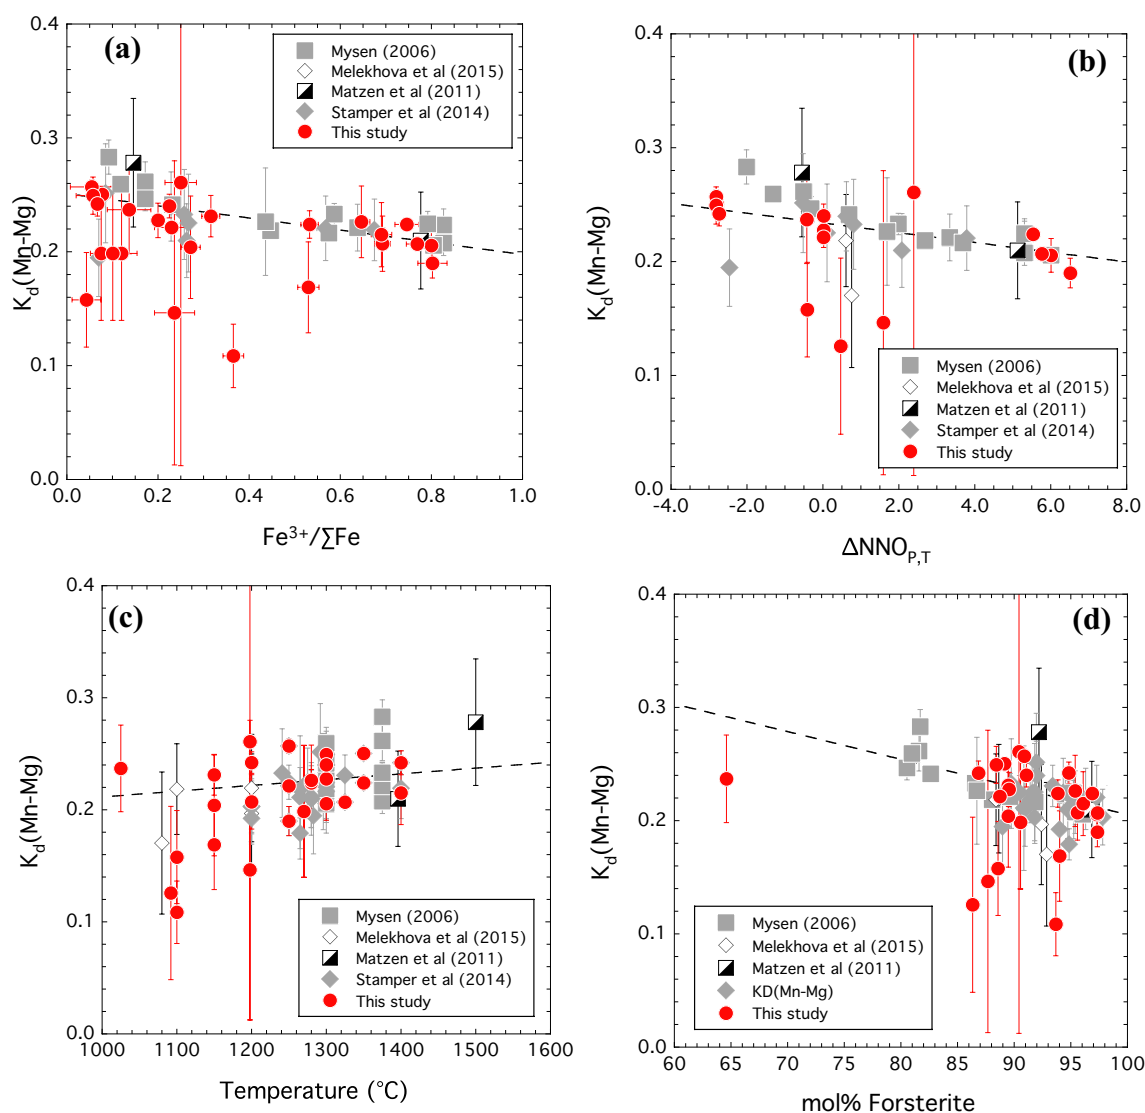 (a)
0.4
0.3
0.2
0.1
0.0
K_d(Mn-Mg)
Mysen (2006)
Melekhova et al (2015)
Matzen et al (2011)
Stamper et al (2014)
This study
0.0 0.2 0.4 0.6 0.8 1.0
Fe³⁺/∑Fe
(b)
0.4
0.3
0.2
0.1
0.0
K_d(Mn-Mg)
Mysen (2006)
Melekhova et al (2015)
Matzen et al (2011)
Stamper et al (2014)
This study
-4.0 -2.0 0.0 2.0 4.0 6.0 8.0
ΔNNO_P,T
(c)
0.4
0.3
0.2
0.1
0.0
K_d(Mn-Mg)
Mysen (2006)
Melekhova et al (2015)
Matzen et al (2011)
Stamper et al (2014)
This study
1000 1100 1200 1300 1400 1500 1600
Temperature (°C)
(d)
0.4
0.3
0.2
0.1
0.0
K_d(Mn-Mg)
Mysen (2006)
Melekhova et al (2015)
Matzen et al (2011)
KD(Mn-Mg)
This study
60 65 70 75 80 85 90 95 100
mol% Forsterite